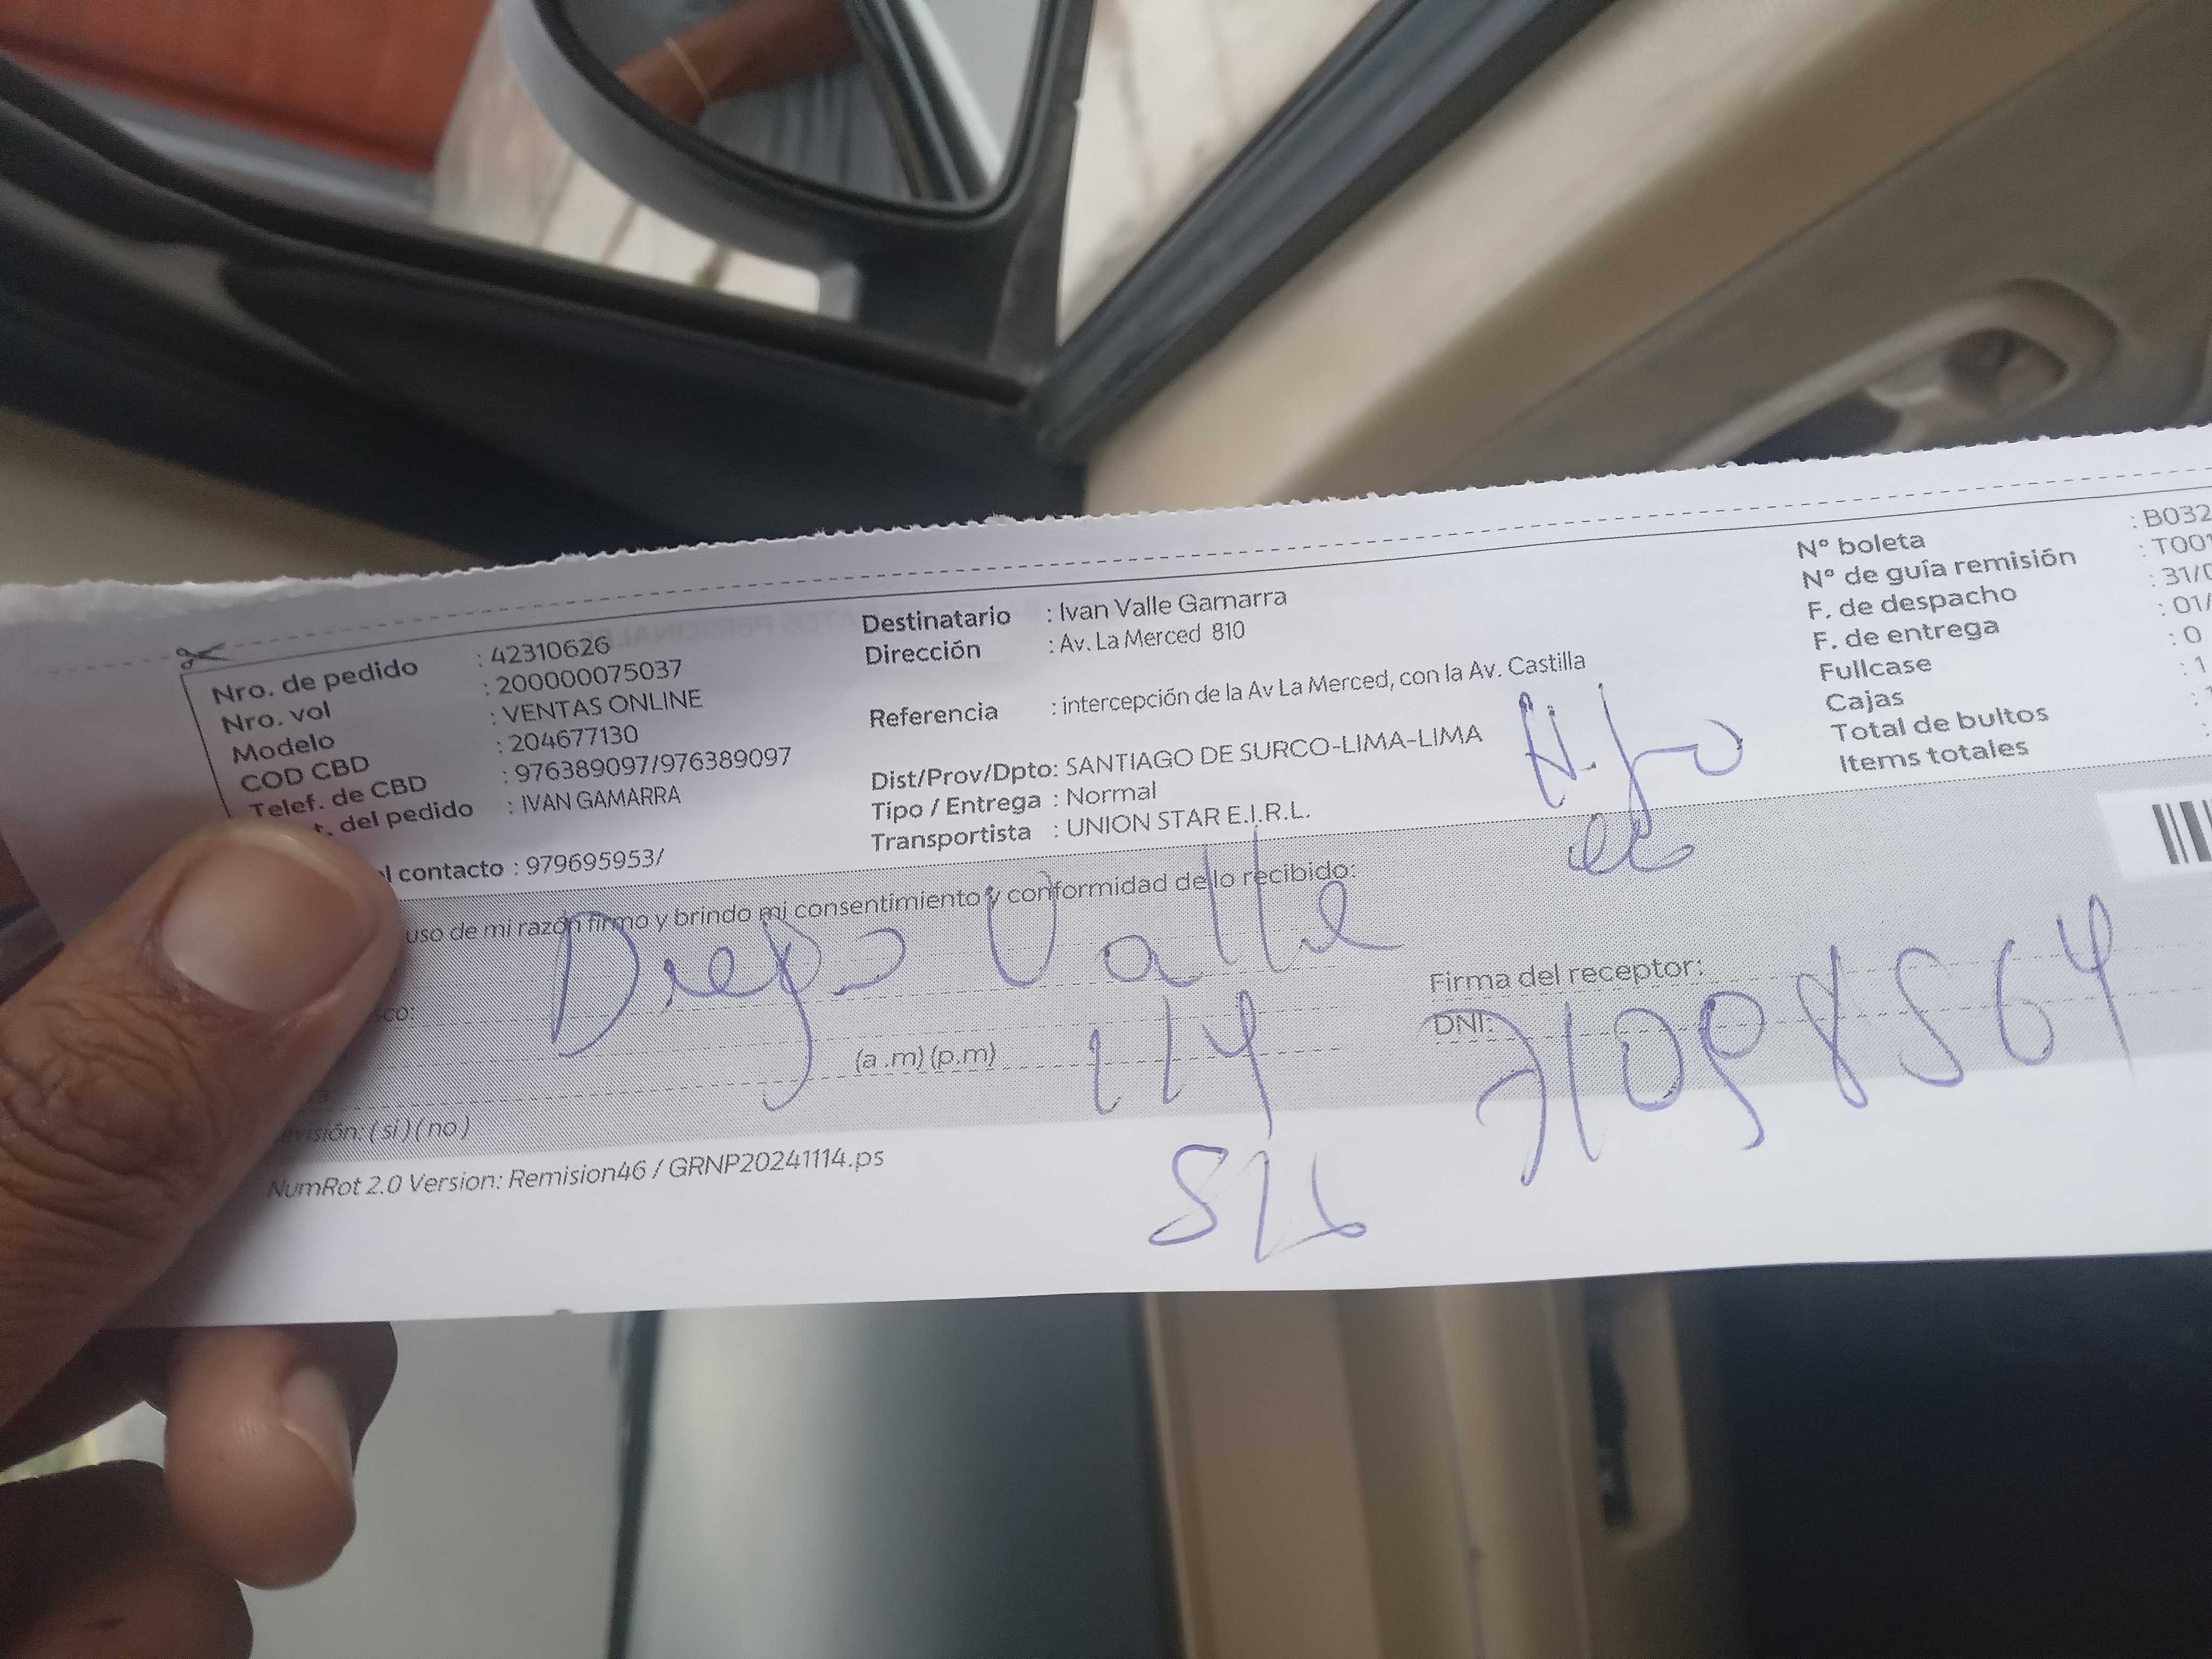 Nro. de pedido : 42310626
Nro. vol : 200000075037
Modelo : VENTAS ONLINE
COD CBD : 204677130
Telef. de CBD : 976389097/976389097
t. del pedido : IVAN GAMARRA
l contacto : 979695953/
Destinatario : Ivan Valle Gamarra
Dirección : Av. La Merced 810
Referencia : intercepción de la Av La Merced, con la Av. Castilla
Dist/Prov/Dpto: SANTIAGO DE SURCO-LIMA-LIMA
Tipo / Entrega : Normal
Transportista : UNION STAR E.I.R.L.
Nº boleta : B032
Nº de guía remisión : T001
F. de despacho : 31/0
F. de entrega : 01/
Fullcase : 0
Cajas : 1
Total de bultos
Items totales
uso de mi razón firmo y brindo mi consentimiento y conformidad de lo recibido:
Diego Valle
co:
Firma del receptor:
DNI: 71098564
(a .m) (p.m) 114
evisión: ( si ) ( no )
NumRot 2.0 Version: Remision46 / GRNP20241114.ps